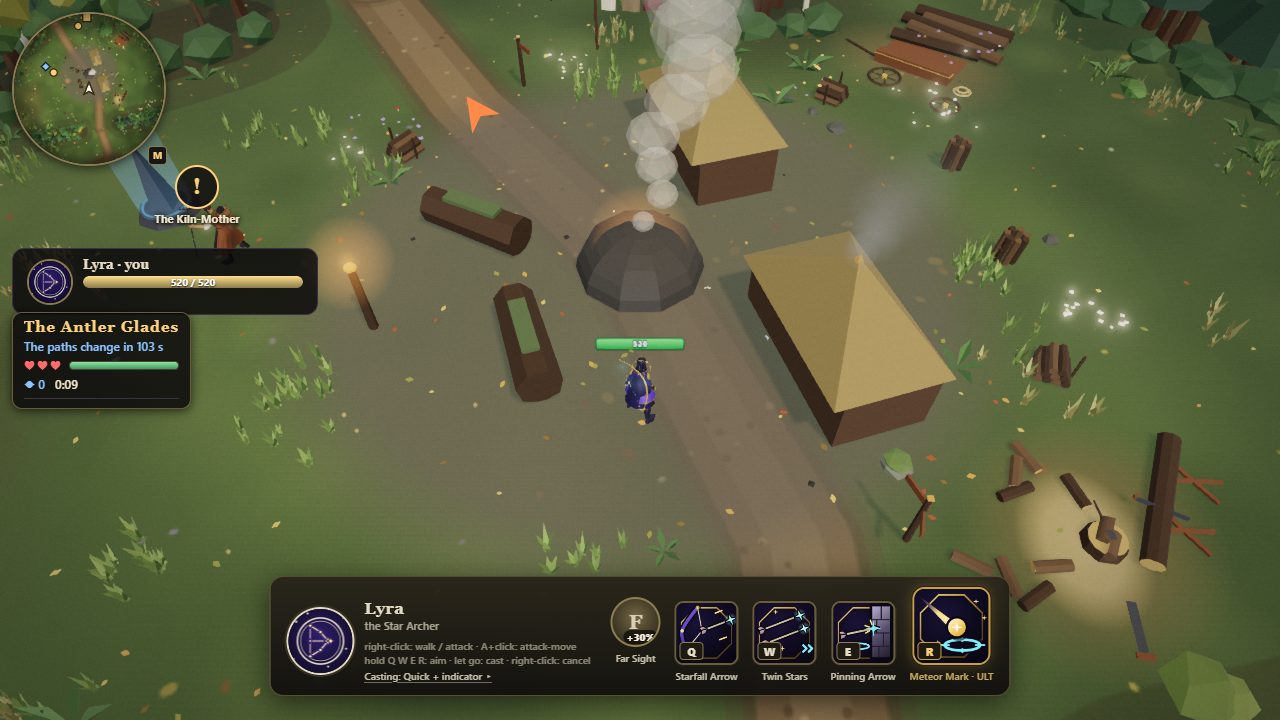 M
!
The Kiln-Mother
Lyra · you
520 / 520
The Antler Glades
The paths change in 103 s
0 0:09
520
Lyra
the Star Archer
right-click: walk / attack · A+click: attack-move
hold Q W E R: aim · let go: cast · right-click: cancel
Casting: Quick + indicator ▸
F
+30%
Far Sight
Q
Starfall Arrow
W
Twin Stars
E
Pinning Arrow
R
Meteor Mark · ULT